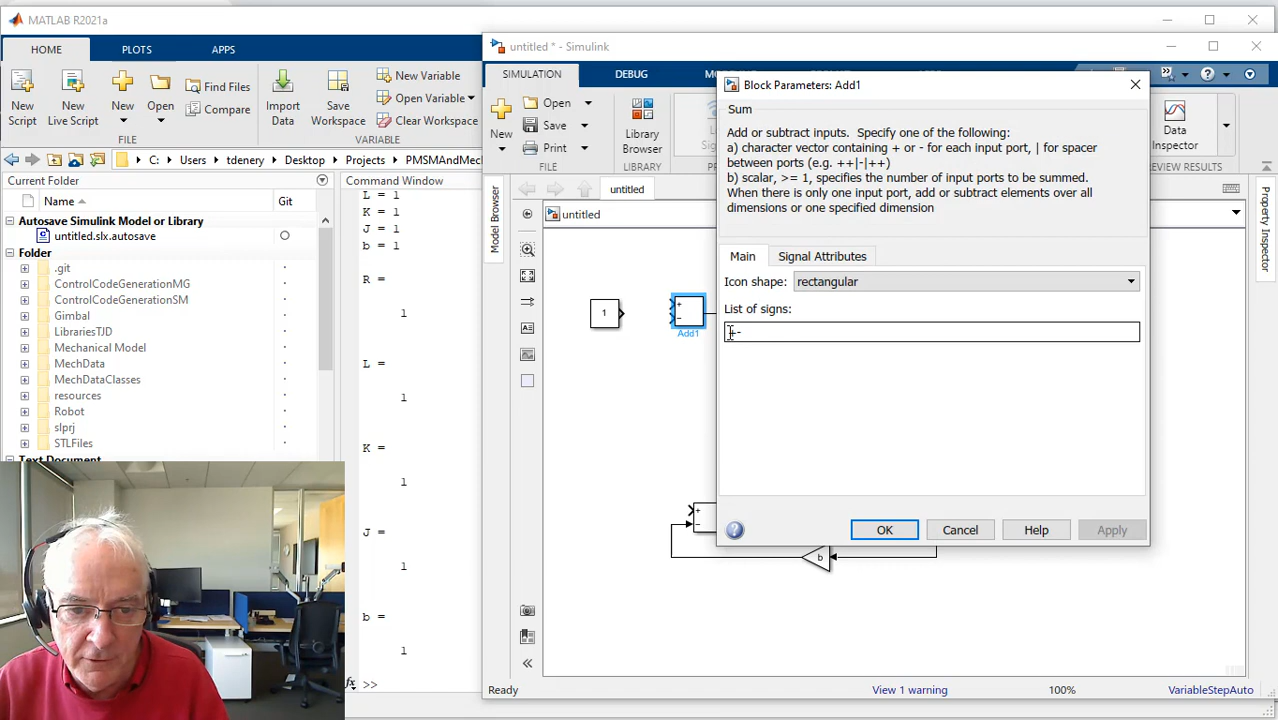 MATLAB R2021a
HOME
PLOTS
APPS
New Script
New Live Script
New
Open
Find Files
Compare
Import Data
Save Workspace
New Variable
Open Variable
Clear Workspace
FILE
VARIABLE
C: Users tdenery Desktop Projects
Current Folder
Name
Git
Autosave Simulink Model or Library
untitled.slx.autosave
Folder
.git
ControlCodeGenerationMG
ControlCodeGenerationSM
Gimbal
LibrariesTJD
Mechanical Model
MechData
MechDataClasses
resources
Robot
slprj
STLFiles
Text Document
Command Window
L = 1
K = 1
J = 1
b = 1
R =
1
L =
1
K =
1
J =
1
b =
1
fx >>
untitled * - Simulink
SIMULATION
DEBUG
New
Open
Save
Print
Library Browser
FILE
LIBRARY
Data Inspector
Model Browser
untitled
untitled
Property Inspector
1
+
-
Add1
+
-
b
Block Parameters: Add1
Sum
Add or subtract inputs. Specify one of the following:
a) character vector containing + or - for each input port, | for spacer
between ports (e.g. ++|-|++)
b) scalar, >= 1, specifies the number of input ports to be summed.
When there is only one input port, add or subtract elements over all
dimensions or one specified dimension
Main
Signal Attributes
Icon shape: rectangular
List of signs:
+-
OK
Cancel
Help
Apply
Ready
View 1 warning
100%
VariableStepAuto